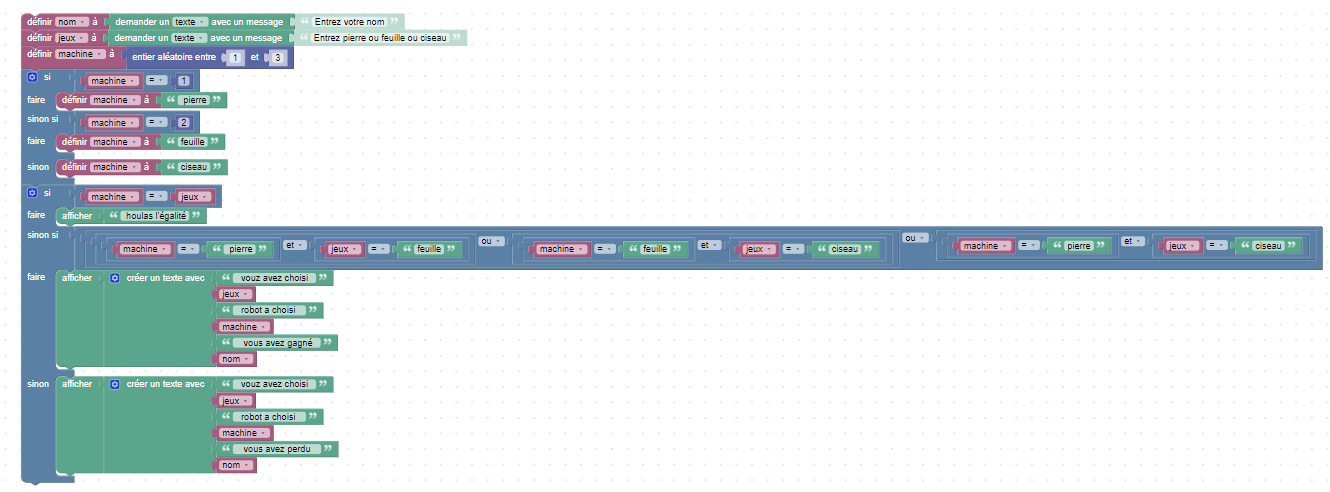 définir nom à demander un texte avec un message “ Entrez votre nom ”
définir jeux à demander un texte avec un message “ Entrez pierre ou feuille ou ciseau ”
définir machine à entier aléatoire entre 1 et 3
si machine = 1
faire définir machine à “ pierre ”
sinon si machine = 2
faire définir machine à “ feuille ”
sinon définir machine à “ ciseau ”
si machine = jeux
faire afficher “ houlas l'égalité ”
sinon si machine = “ pierre ” et jeux = “ feuille ” ou machine = “ feuille ” et jeux = “ ciseau ” ou machine = “ pierre ” et jeux = “ ciseau ”
faire afficher créer un texte avec “ vouz avez choisi ”
jeux
“ robot a choisi ”
machine
“ vous avez gagné ”
nom
sinon afficher créer un texte avec “ vouz avez choisi ”
jeux
“ robot a choisi ”
machine
“ vous avez perdu ”
nom